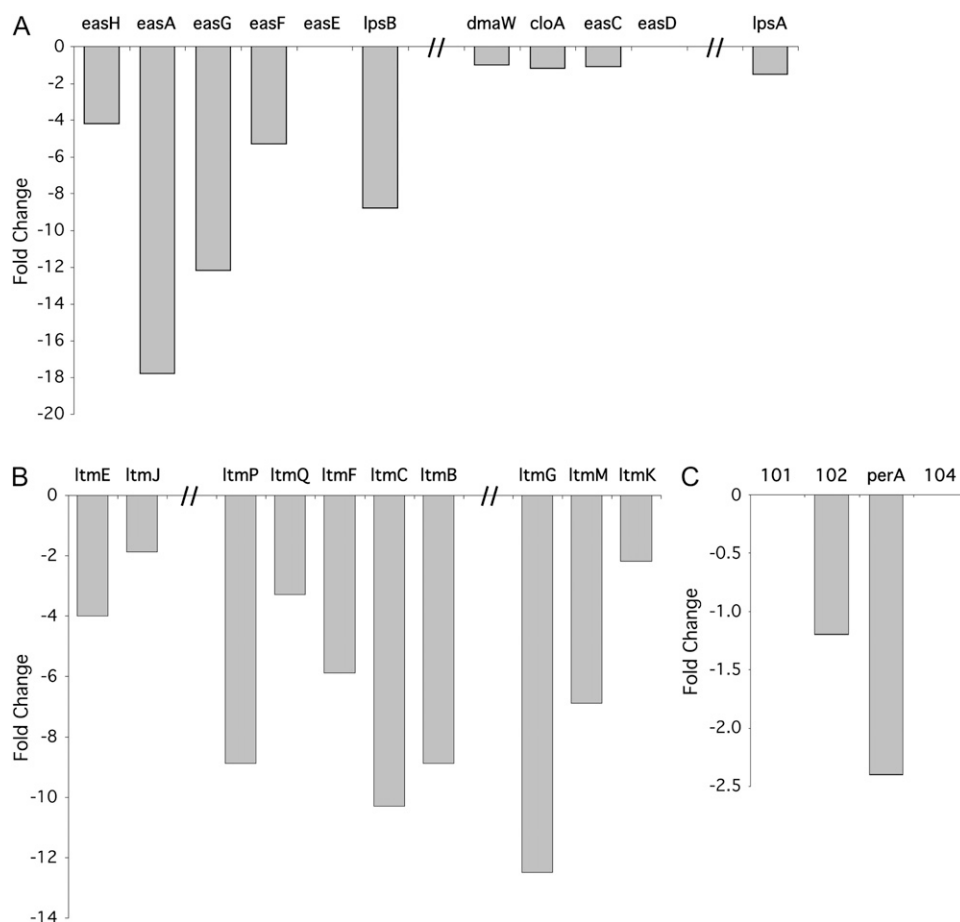 A
easH easA easG easF easE lpsB dmaW cloA easC easD lpsA
0
-2
-4
-6
-8
-10
-12
-14
-16
-18
-20
Fold Change
B
ltmE ltmJ ltmP ltmQ ltmF ltmC ltmB ltmG ltmM ltmK
0
-2
-4
-6
-8
-10
-12
-14
Fold Change
C
101 102 perA 104
0
-0.5
-1.0
-1.5
-2.0
-2.5
Fold Change